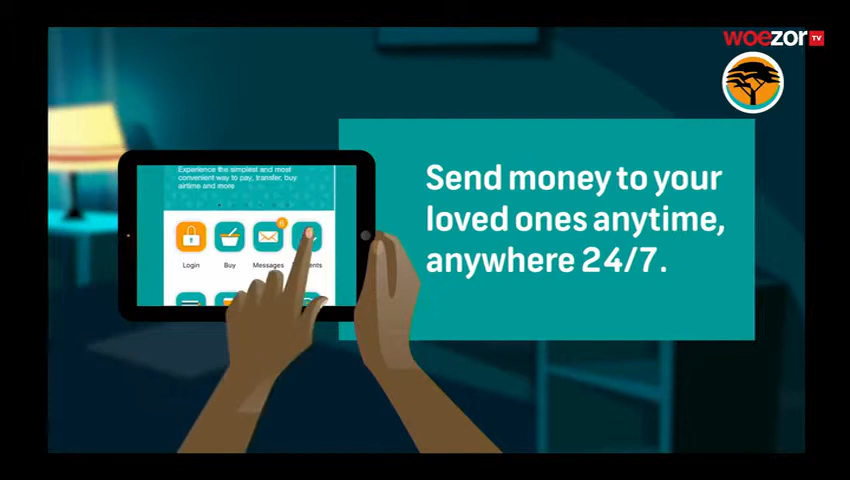 woezor TV
Experience the simplest and most
convenient way to pay, transfer, buy
airtime and more
Login
Buy
Messages
Send money to your
loved ones anytime,
anywhere 24/7.